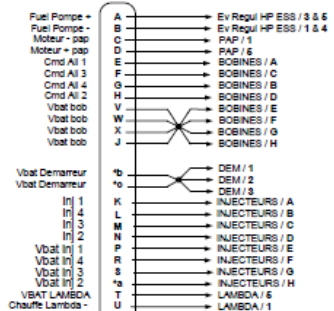 Fuel Pompe + A Ev Regul HP ESS / 3 & 6
Fuel Pompe - B Ev Regul HP ESS / 1 & 4
Moteur - pap C PAP / 1
Moteur + pap D PAP / 6
Cmd All 1 E BOBINES / A
Cmd All 3 F BOBINES / C
Cmd All 4 G BOBINES / B
Cmd All 2 H BOBINES / D
Vbat bob V BOBINES / E
Vbat bob W BOBINES / F
Vbat bob X BOBINES / G
Vbat bob J BOBINES / H
Vbat Demarreur *b DEM / 1
Vbat Demarreur *c DEM / 2
DEM / 3
Inj 1 K INJECTEURS / A
Inj 4 L INJECTEURS / B
Inj 3 M INJECTEURS / C
Inj 2 N INJECTEURS / D
Vbat Inj 1 P INJECTEURS / E
Vbat Inj 4 R INJECTEURS / F
Vbat Inj 3 S INJECTEURS / G
Vbat Inj 2 *a INJECTEURS / H
VBAT LAMBDA T LAMBDA / 6
Chauffe Lambda - U LAMBDA / 1